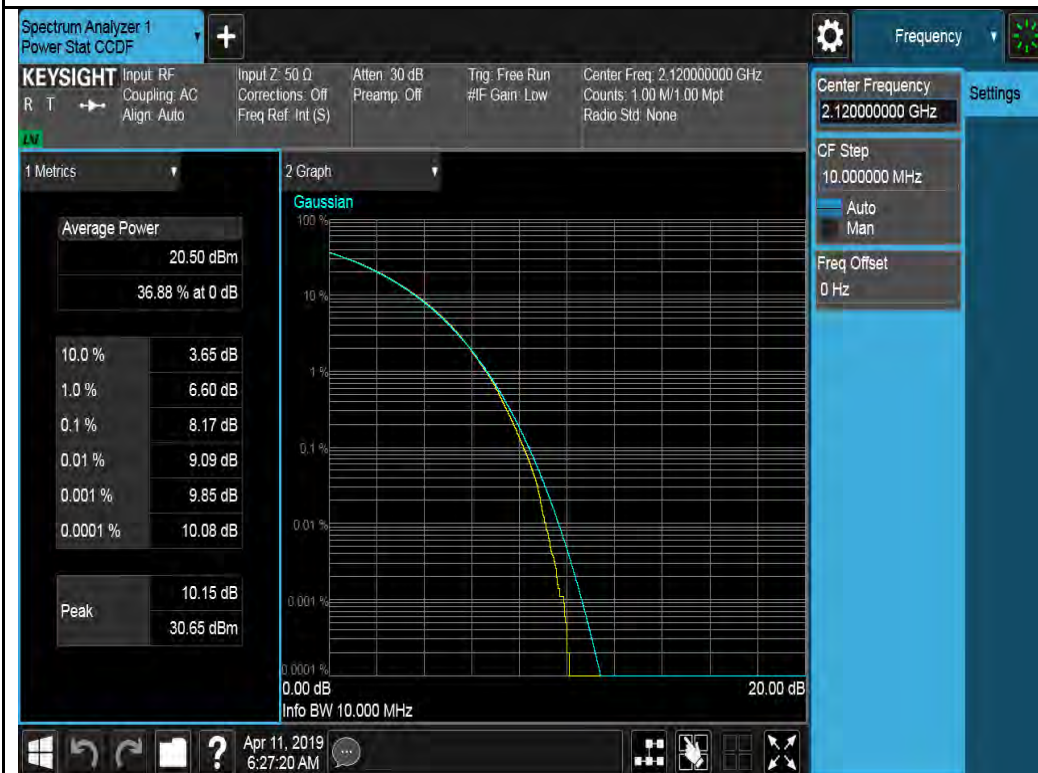 Spectrum Analyzer 1
Power Stat CCDF
+
Frequency
KEYSIGHT
R T
LNI
Input: RF
Coupling: AC
Align: Auto
Input Z: 50 Ω
Corrections: Off
Freq Ref: Int (S)
Atten: 30 dB
Preamp: Off
Trig: Free Run
#IF Gain: Low
Center Freq: 2.120000000 GHz
Counts: 1.00 M/1.00 Mpt
Radio Std: None
Center Frequency
2.120000000 GHz
Settings
CF Step
10.000000 MHz
Auto
Man
Freq Offset
0 Hz
1 Metrics
Average Power
20.50 dBm
36.88 % at 0 dB
10.0 % 3.65 dB
1.0 % 6.60 dB
0.1 % 8.17 dB
0.01 % 9.09 dB
0.001 % 9.85 dB
0.0001 % 10.08 dB
Peak
10.15 dB
30.65 dBm
2 Graph
Gaussian
100 %
10 %
1 %
0.1 %
0.01 %
0.001 %
0.0001 %
0.00 dB 20.00 dB
Info BW 10.000 MHz
? Apr 11, 2019
6:27:20 AM